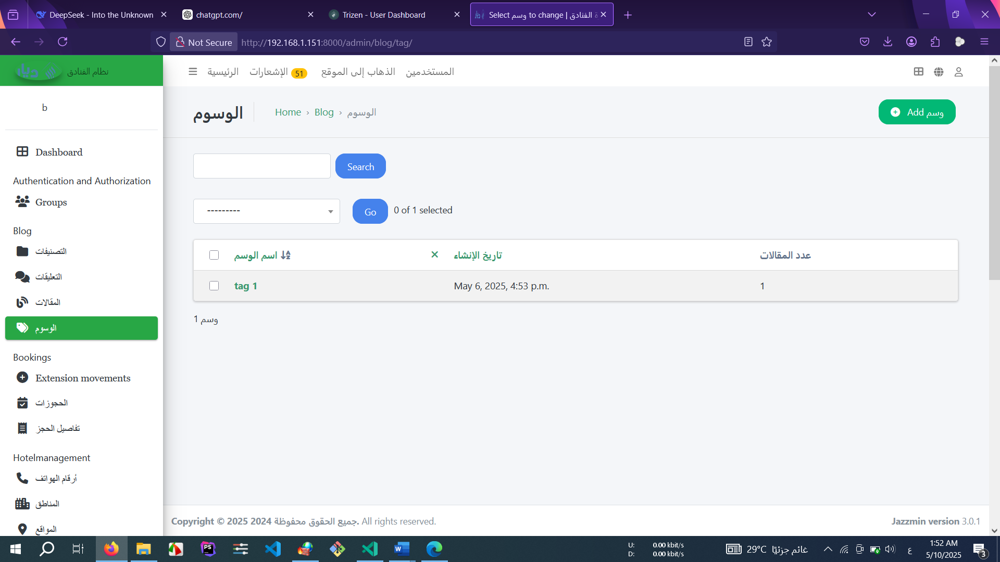 DeepSeek - Into the Unknown
chatgpt.com/
Trizen - User Dashboard
Select وسم to change | ة الفنادق
Not Secure
http://192.168.1.151:8000/admin/blog/tag/
نظام الفنادق
الرئيسية
الإشعارات 51
الذهاب إلى الموقع
المستخدمين
b
الوسوم
Home › Blog › الوسوم
Add وسم
Dashboard
Authentication and Authorization
Groups
Blog
التصنيفات
التعليقات
المقالات
الوسوم
Bookings
Extension movements
الحجوزات
تفاصيل الحجز
Hotelmanagement
أرقام الهواتف
المناطق
المواقع
Search
---------
Go
0 of 1 selected
اسم الوسم
تاريخ الإنشاء
عدد المقالات
tag 1
May 6, 2025, 4:53 p.m.
1
1 وسم
Copyright © 2025 2024 جميع الحقوق محفوظة. All rights reserved.
Jazzmin version 3.0.1
U: 0.00 kbit/s
D: 0.00 kbit/s
29°C غائم جزئيًا
ع
1:52 AM
5/10/2025
3